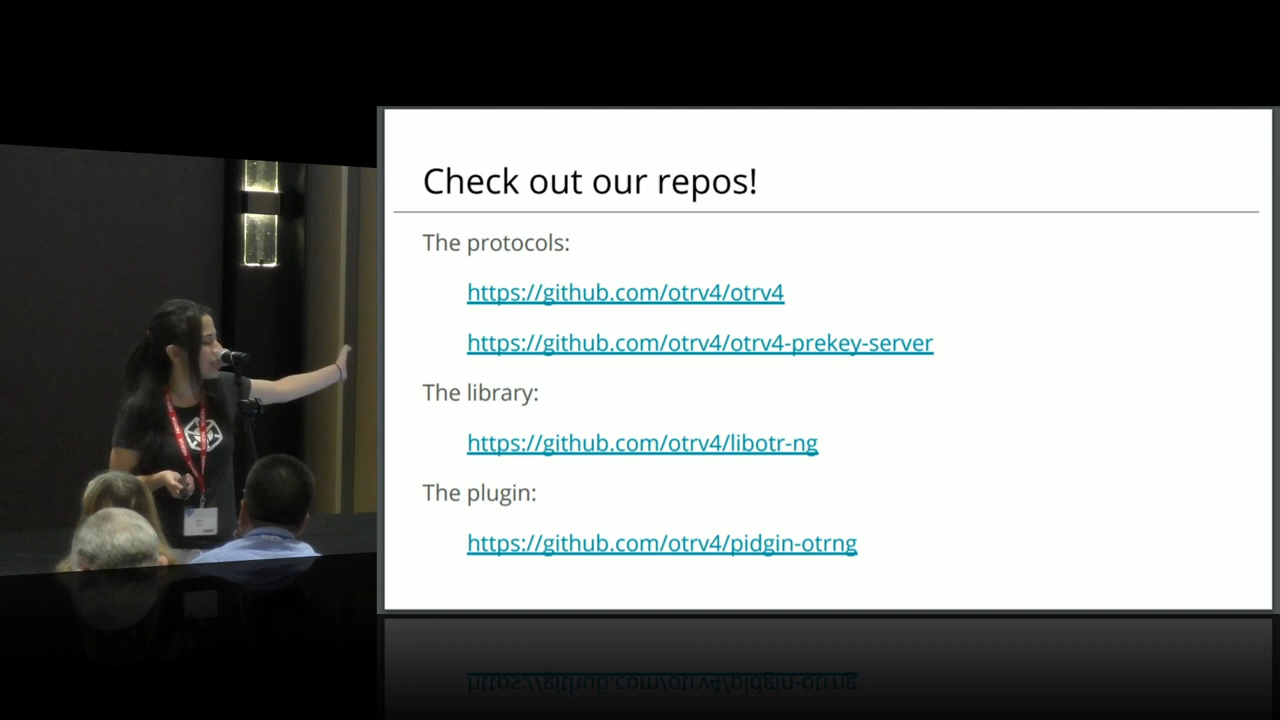 Check out our repos!
The protocols:
https://github.com/otrv4/otrv4
https://github.com/otrv4/otrv4-prekey-server
The library:
https://github.com/otrv4/libotr-ng
The plugin:
https://github.com/otrv4/pidgin-otrng